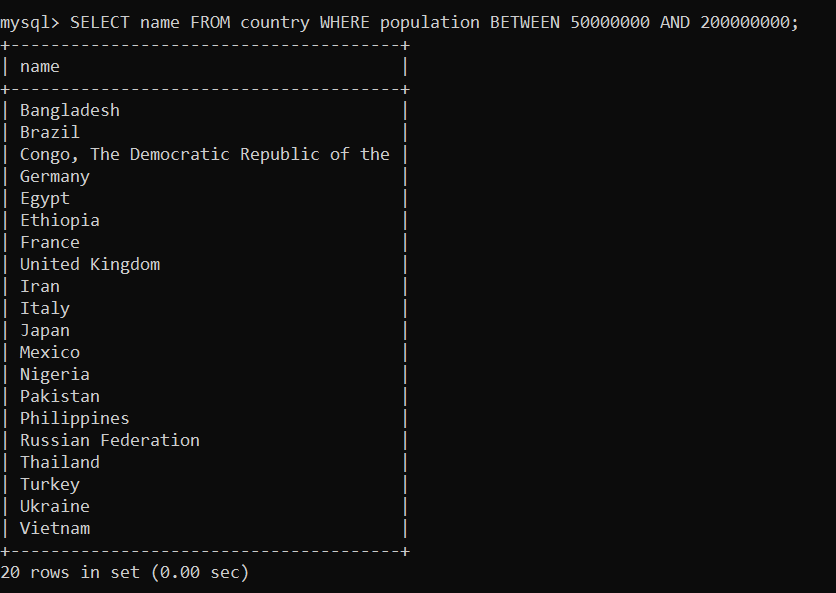 mysql> SELECT name FROM country WHERE population BETWEEN 50000000 AND 200000000;
+---------------------------------------+
| name                                  |
+---------------------------------------+
| Bangladesh                            |
| Brazil                                |
| Congo, The Democratic Republic of the |
| Germany                               |
| Egypt                                 |
| Ethiopia                              |
| France                                |
| United Kingdom                        |
| Iran                                  |
| Italy                                 |
| Japan                                 |
| Mexico                                |
| Nigeria                               |
| Pakistan                              |
| Philippines                           |
| Russian Federation                    |
| Thailand                              |
| Turkey                                |
| Ukraine                               |
| Vietnam                               |
+---------------------------------------+
20 rows in set (0.00 sec)